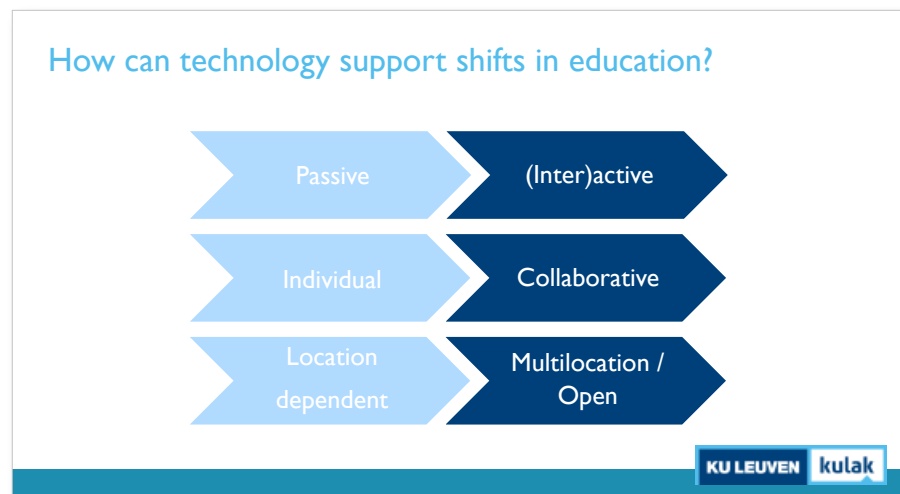 How can technology support shifts in education?
Passive
(Inter)active
Individual
Collaborative
Location
dependent
Multilocation /
Open
KU LEUVEN kulak